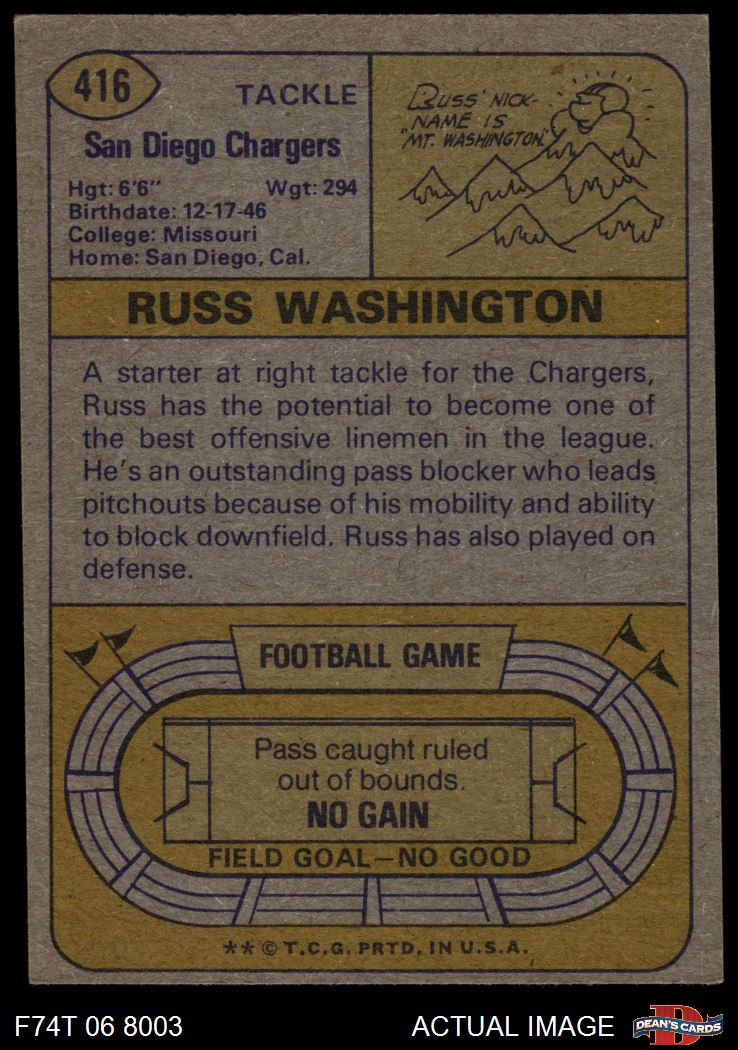 416
TACKLE
San Diego Chargers
Hgt: 6'6" Wgt: 294
Birthdate: 12-17-46
College: Missouri
Home: San Diego, Cal.
RUSS' NICK-
NAME IS
"MT. WASHINGTON."
RUSS WASHINGTON
A starter at right tackle for the Chargers,
Russ has the potential to become one of
the best offensive linemen in the league.
He's an outstanding pass blocker who leads
pitchouts because of his mobility and ability
to block downfield. Russ has also played on
defense.
FOOTBALL GAME
Pass caught ruled
out of bounds.
NO GAIN
FIELD GOAL—NO GOOD
** © T.C.G. PRTD. IN U.S.A.
F74T 06 8003 ACTUAL IMAGE
D
DEAN'S CARDS